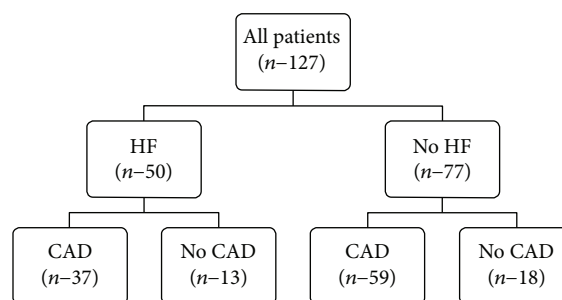 All patients
(n–127)
HF
(n–50)
No HF
(n–77)
CAD
(n–37)
No CAD
(n–13)
CAD
(n–59)
No CAD
(n–18)